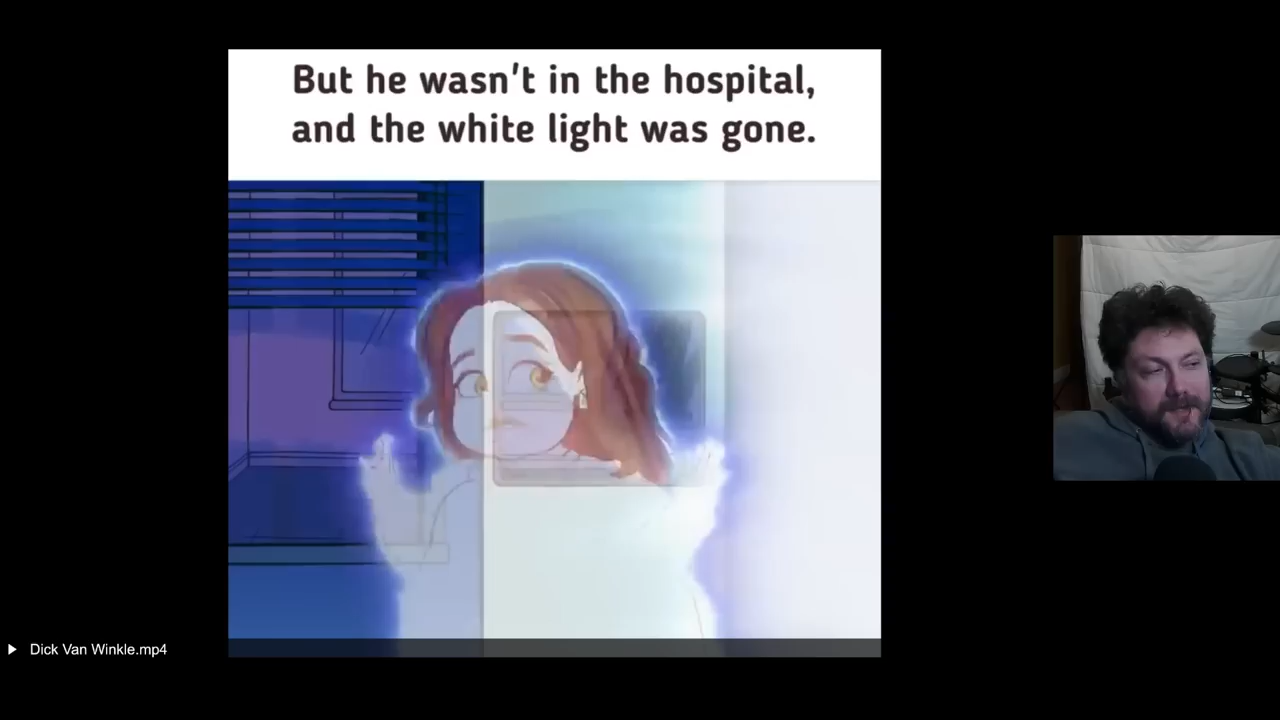 But he wasn't in the hospital,
and the white light was gone.
Dick Van Winkle.mp4